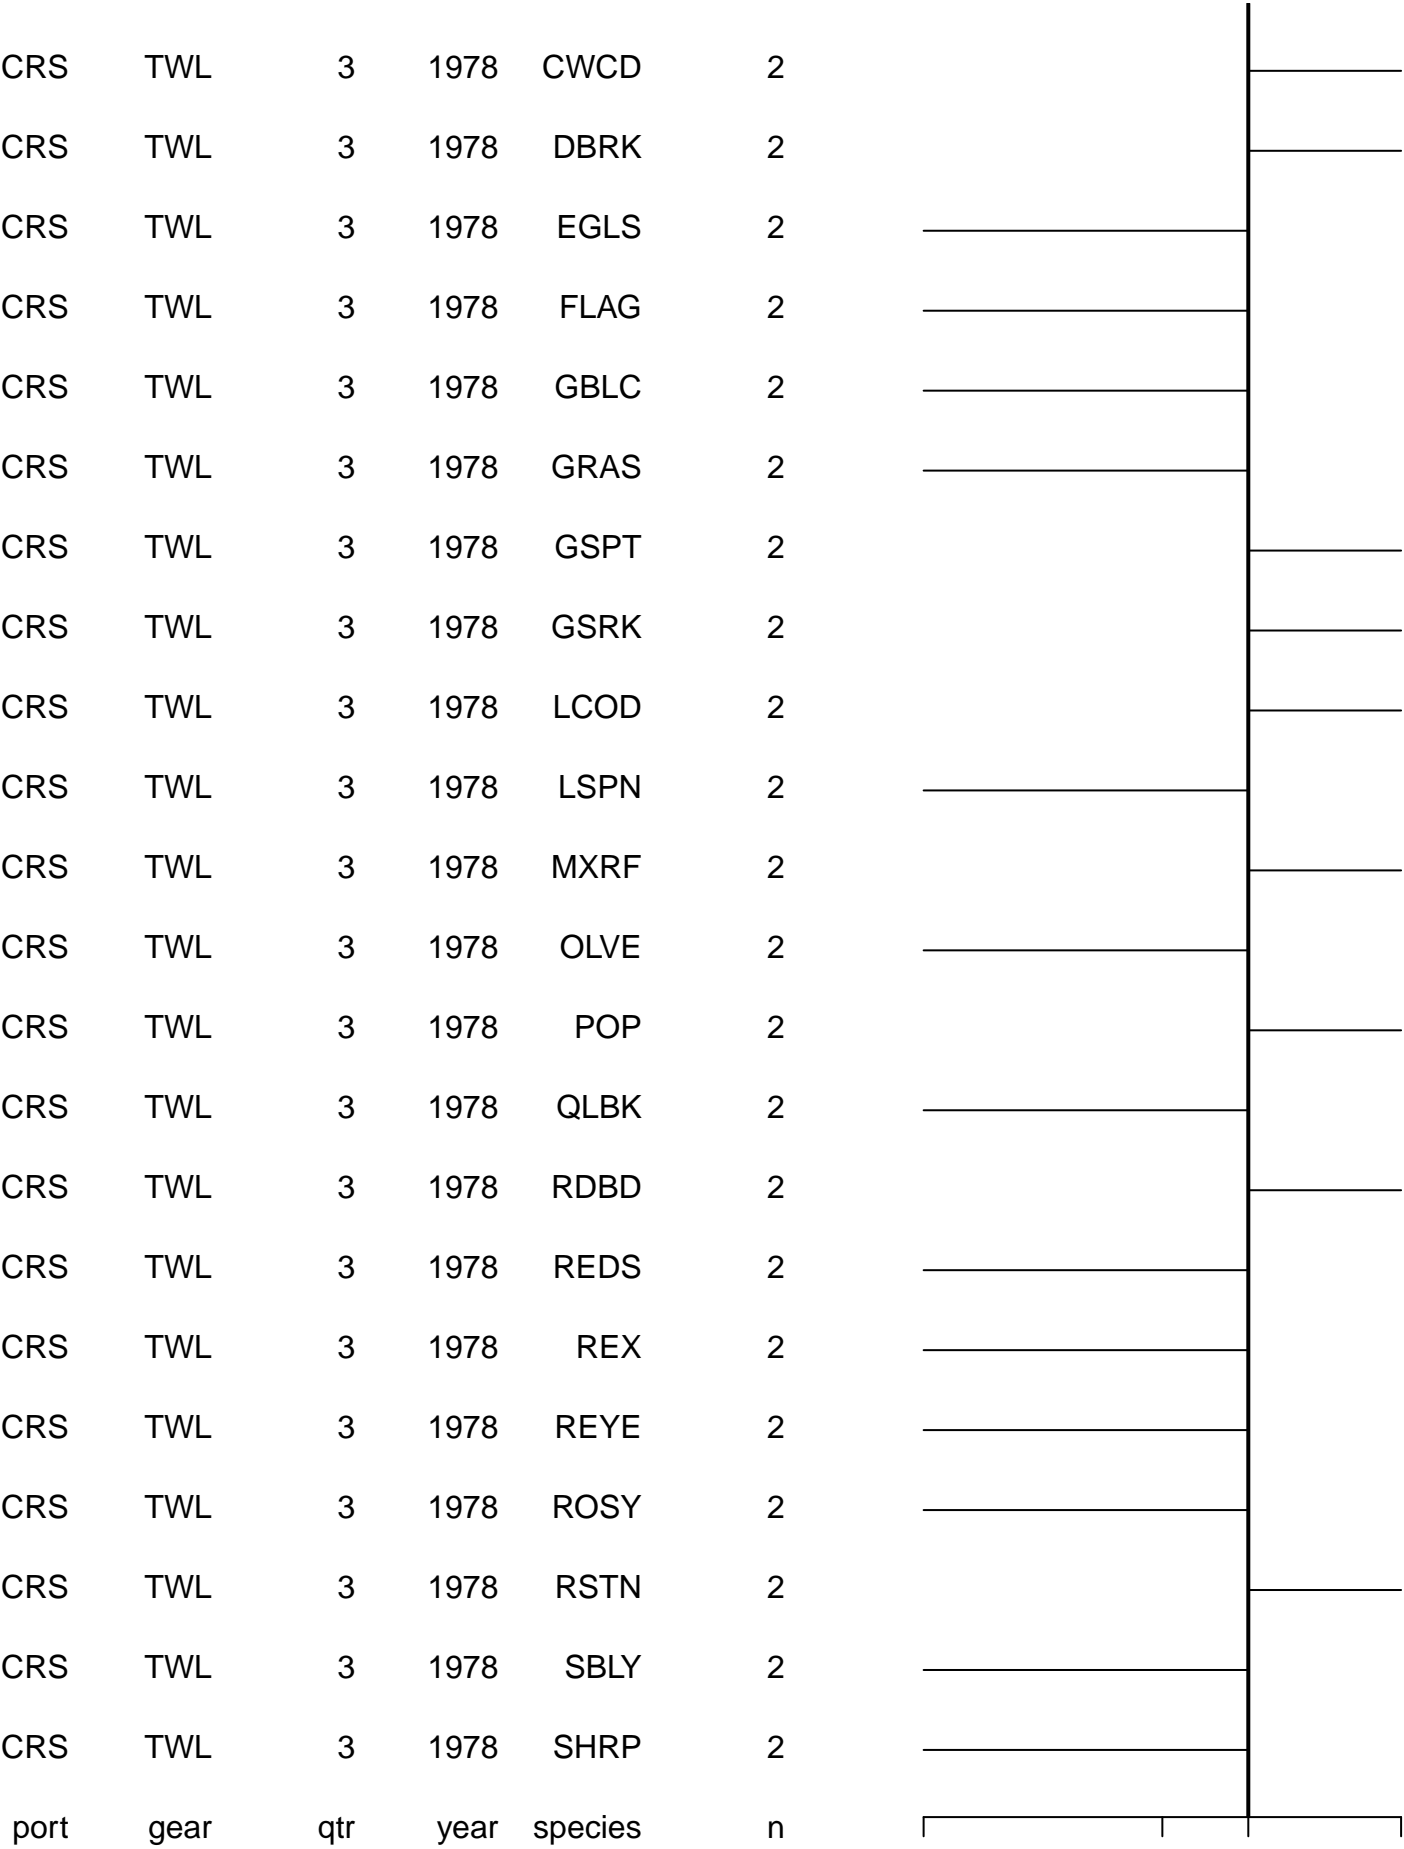 CRS TWL 3 1978 CWCD 2
CRS TWL 3 1978 DBRK 2
CRS TWL 3 1978 EGLS 2
CRS TWL 3 1978 FLAG 2
CRS TWL 3 1978 GBLC 2
CRS TWL 3 1978 GRAS 2
CRS TWL 3 1978 GSPT 2
CRS TWL 3 1978 GSRK 2
CRS TWL 3 1978 LCOD 2
CRS TWL 3 1978 LSPN 2
CRS TWL 3 1978 MXRF 2
CRS TWL 3 1978 OLVE 2
CRS TWL 3 1978 POP 2
CRS TWL 3 1978 QLBK 2
CRS TWL 3 1978 RDBD 2
CRS TWL 3 1978 REDS 2
CRS TWL 3 1978 REX 2
CRS TWL 3 1978 REYE 2
CRS TWL 3 1978 ROSY 2
CRS TWL 3 1978 RSTN 2
CRS TWL 3 1978 SBLY 2
CRS TWL 3 1978 SHRP 2
port gear qtr year species n